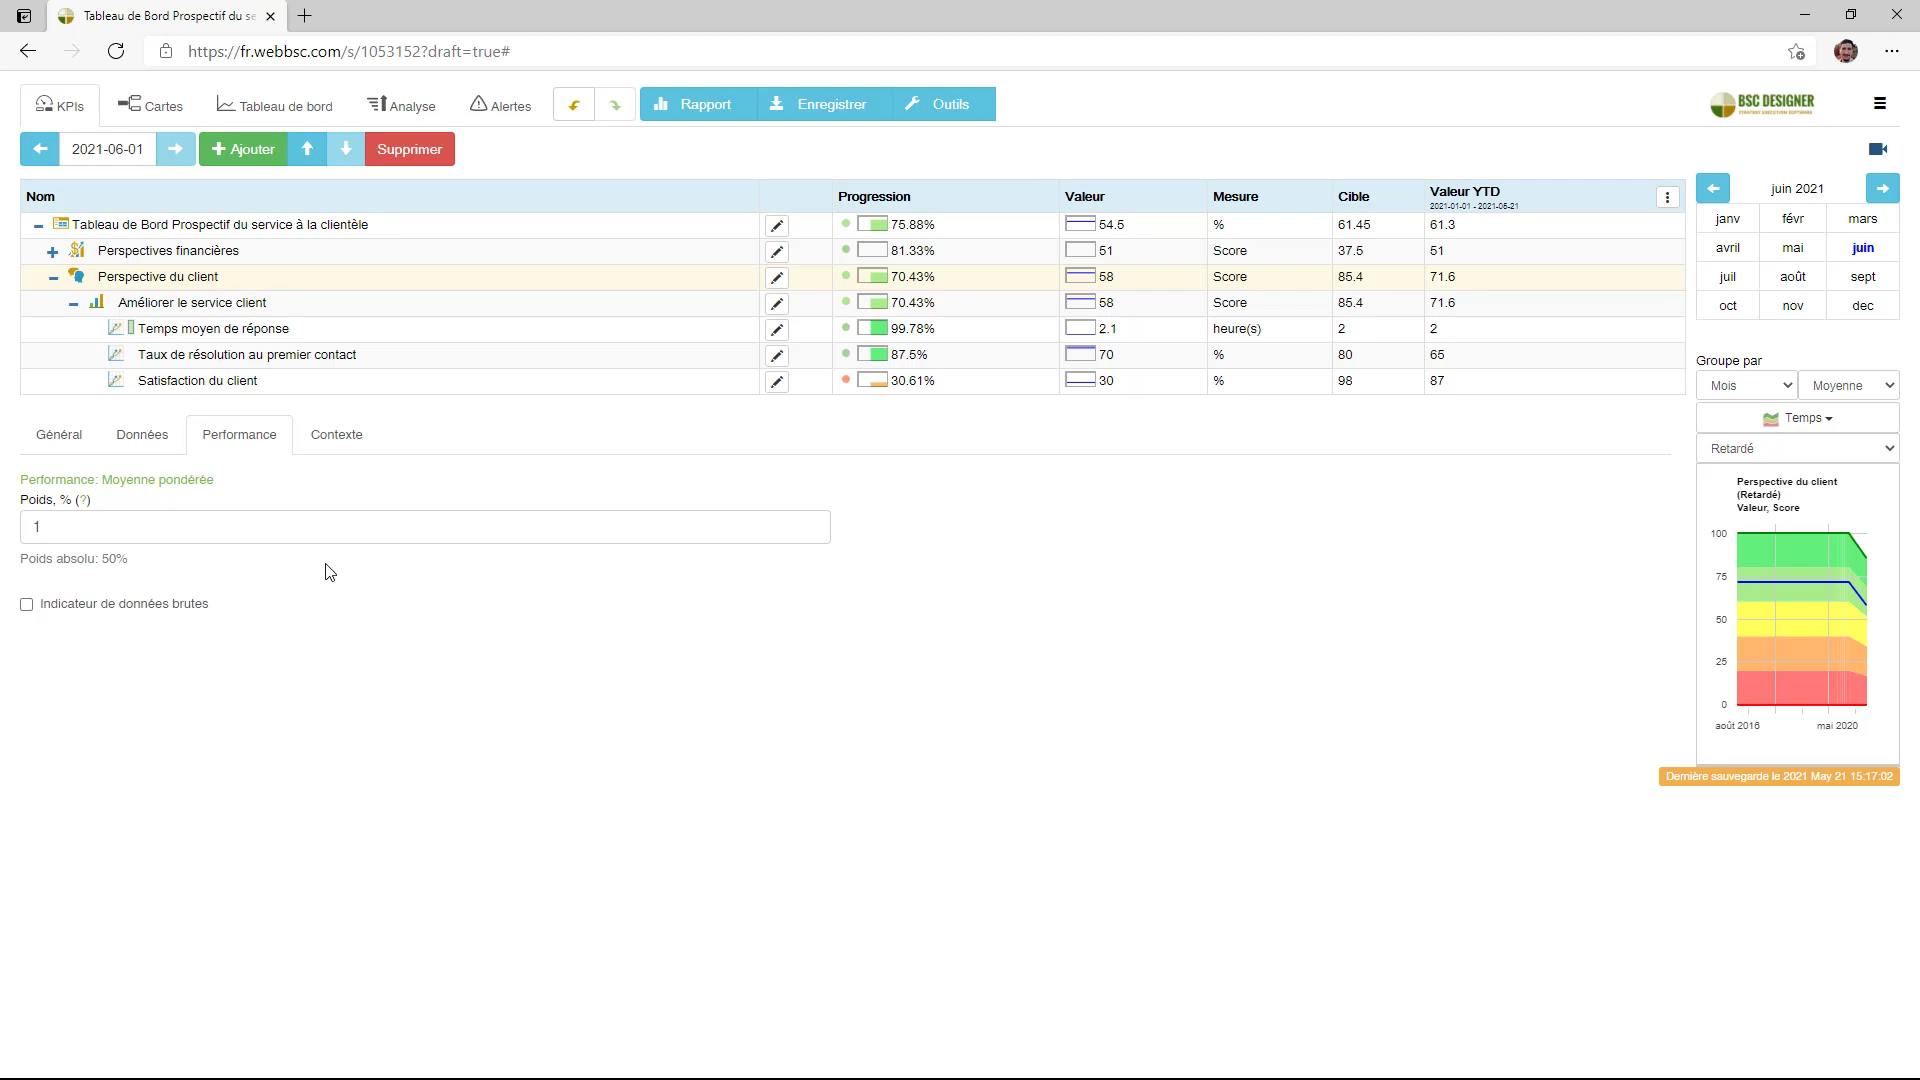 Tableau de Bord Prospectif du se
https://fr.webbsc.com/s/1053152?draft=true#
KPIs Cartes Tableau de bord Analyse Alertes Rapport Enregistrer Outils
BSC DESIGNER
STRATEGY EXECUTION SOFTWARE
2021-06-01 Ajouter Supprimer
Nom Progression Valeur Mesure Cible Valeur YTD
2021-01-01 - 2021-06-21
Tableau de Bord Prospectif du service à la clientèle 75.88% 54.5 % 61.45 61.3
Perspectives financières 81.33% 51 Score 37.5 51
Perspective du client 70.43% 58 Score 85.4 71.6
Améliorer le service client 70.43% 58 Score 85.4 71.6
Temps moyen de réponse 99.78% 2.1 heure(s) 2 2
Taux de résolution au premier contact 87.5% 70 % 80 65
Satisfaction du client 30.61% 30 % 98 87
Général Données Performance Contexte
Performance: Moyenne pondérée
Poids, % (?)
1
Poids absolu: 50%
Indicateur de données brutes
juin 2021
janv févr mars
avril mai juin
juil août sept
oct nov dec
Groupe par
Mois Moyenne
Temps
Retardé
Perspective du client
(Retardé)
Valeur, Score
100
75
50
25
0
août 2016 mai 2020
Dernière sauvegarde le 2021 May 21 15:17:02